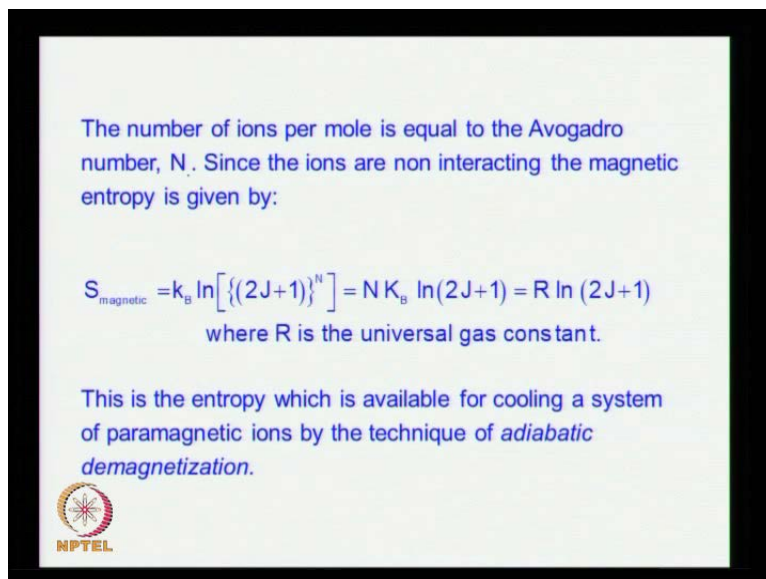 The number of ions per mole is equal to the Avogadro
number, N . Since the ions are non interacting the magnetic
entropy is given by:
S_magnetic = k_B ln[{(2J+1)}^N] = N K_B ln(2J+1) = R ln (2J+1)
where R is the universal gas constant.
This is the entropy which is available for cooling a system
of paramagnetic ions by the technique of adiabatic
demagnetization.
NPTEL